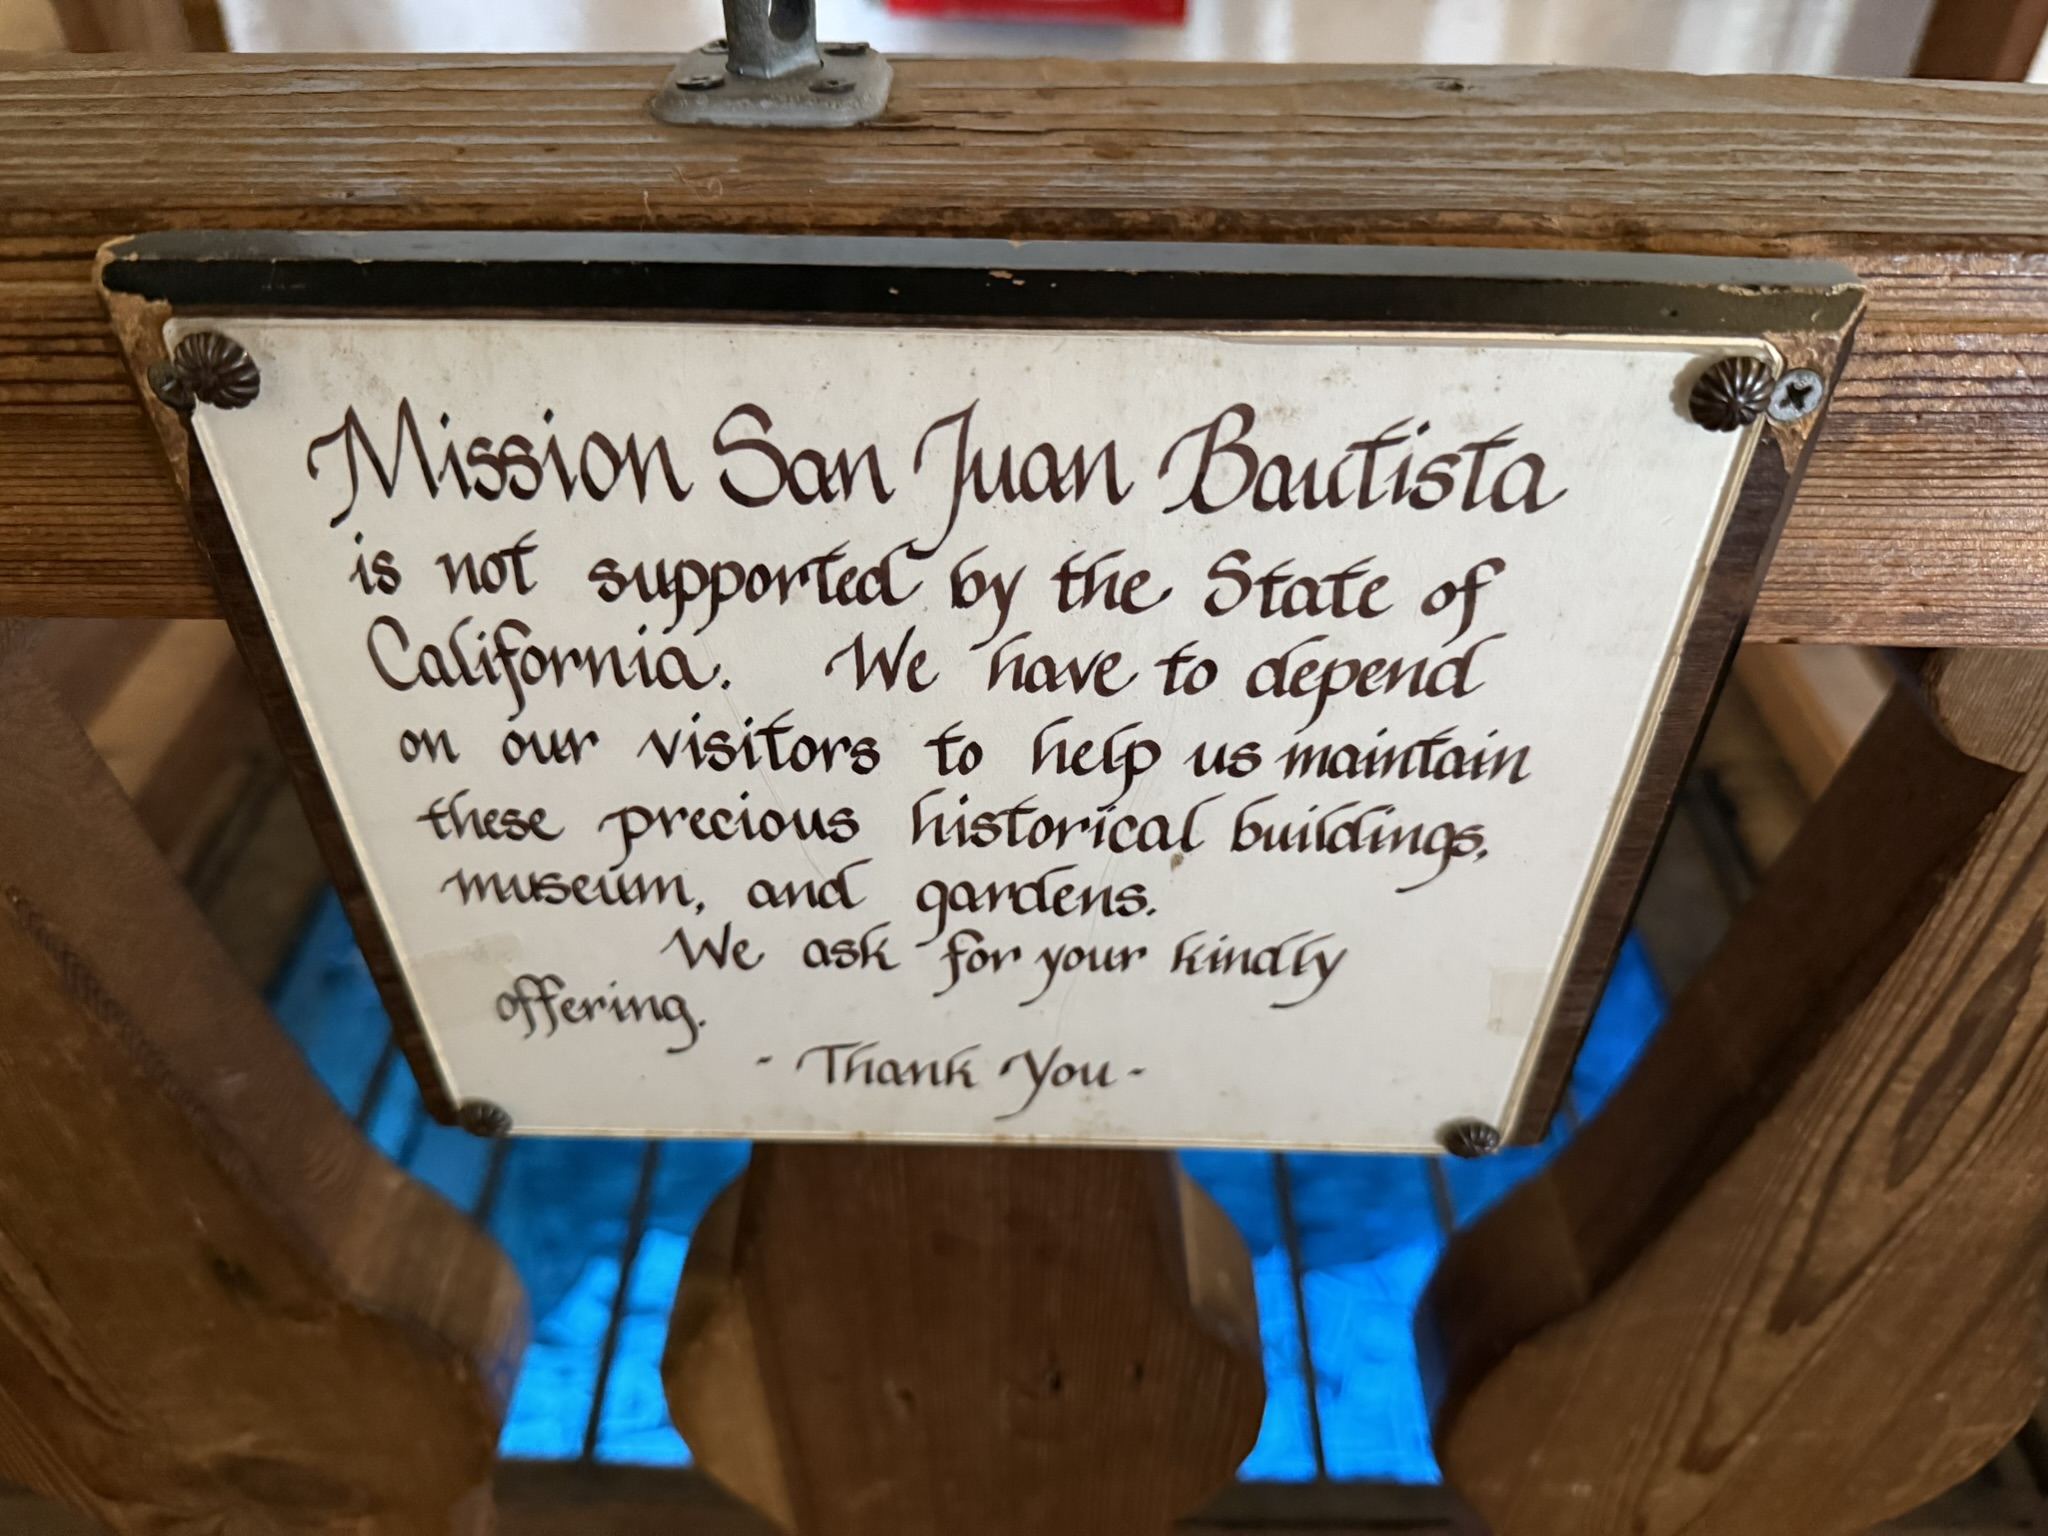 Mission San Juan Bautista
is not supported by the State of
California. We have to depend
on our visitors to help us maintain
these precious historical buildings,
museum, and gardens.
We ask for your kindly
offering.
- Thank You -